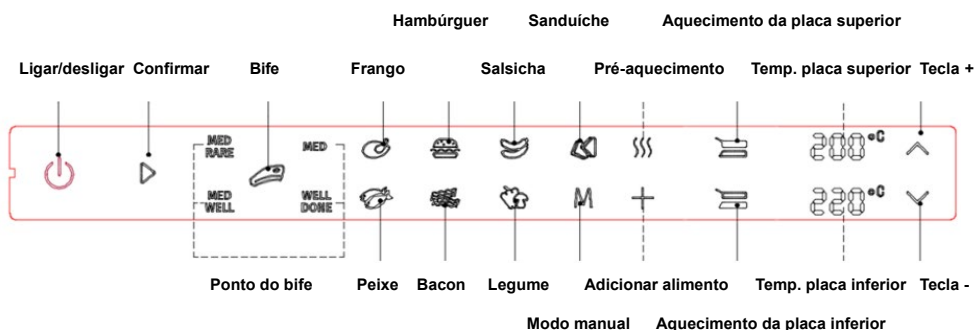 Hambúrguer Sanduíche Aquecimento da placa superior
Ligar/desligar Confirmar Bife Frango Salsicha Pré-aquecimento Temp. placa superior Tecla +
MED RARE MED 200°C
MED WELL WELL DONE M 220°C
Ponto do bife Peixe Bacon Legume Adicionar alimento Temp. placa inferior Tecla -
Modo manual Aquecimento da placa inferior